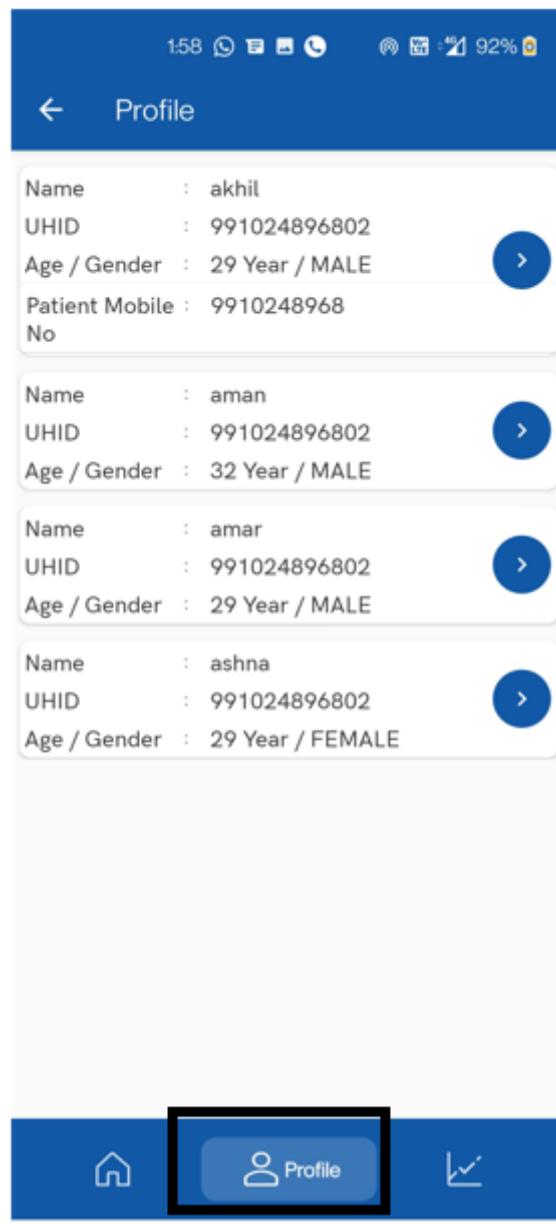 1:58 92%
Profile
Name : akhil
UHID : 991024896802
Age / Gender : 29 Year / MALE
Patient Mobile : 9910248968
No
Name : aman
UHID : 991024896802
Age / Gender : 32 Year / MALE
Name : amar
UHID : 991024896802
Age / Gender : 29 Year / MALE
Name : ashna
UHID : 991024896802
Age / Gender : 29 Year / FEMALE
Profile